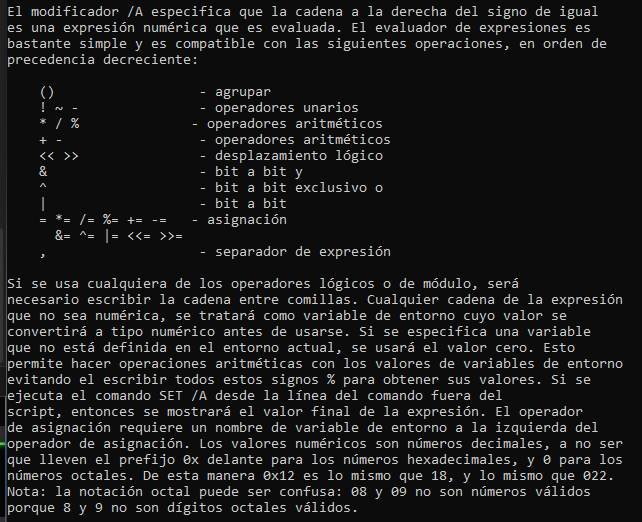 El modificador /A especifica que la cadena a la derecha del signo de igual
es una expresión numérica que es evaluada. El evaluador de expresiones es
bastante simple y es compatible con las siguientes operaciones, en orden de
precedencia decreciente:

    ()                  - agrupar
    ! ~ -               - operadores unarios
    * / %              - operadores aritméticos
    + -                 - operadores aritméticos
    << >>               - desplazamiento lógico
    &                   - bit a bit y
    ^                   - bit a bit exclusivo o
    |                   - bit a bit
    = *= /= %= += -=   - asignación
      &= ^= |= <<= >>=
    ,                   - separador de expresión

Si se usa cualquiera de los operadores lógicos o de módulo, será
necesario escribir la cadena entre comillas. Cualquier cadena de la expresión
que no sea numérica, se tratará como variable de entorno cuyo valor se
convertirá a tipo numérico antes de usarse. Si se especifica una variable
que no está definida en el entorno actual, se usará el valor cero. Esto
permite hacer operaciones aritméticas con los valores de variables de entorno
evitando el escribir todos estos signos % para obtener sus valores. Si se
ejecuta el comando SET /A desde la línea del comando fuera del
script, entonces se mostrará el valor final de la expresión. El operador
de asignación requiere un nombre de variable de entorno a la izquierda del
operador de asignación. Los valores numéricos son números decimales, a no ser
que lleven el prefijo 0x delante para los números hexadecimales, y 0 para los
números octales. De esta manera 0x12 es lo mismo que 18, y lo mismo que 022.
Nota: la notación octal puede ser confusa: 08 y 09 no son números válidos
porque 8 y 9 no son dígitos octales válidos.